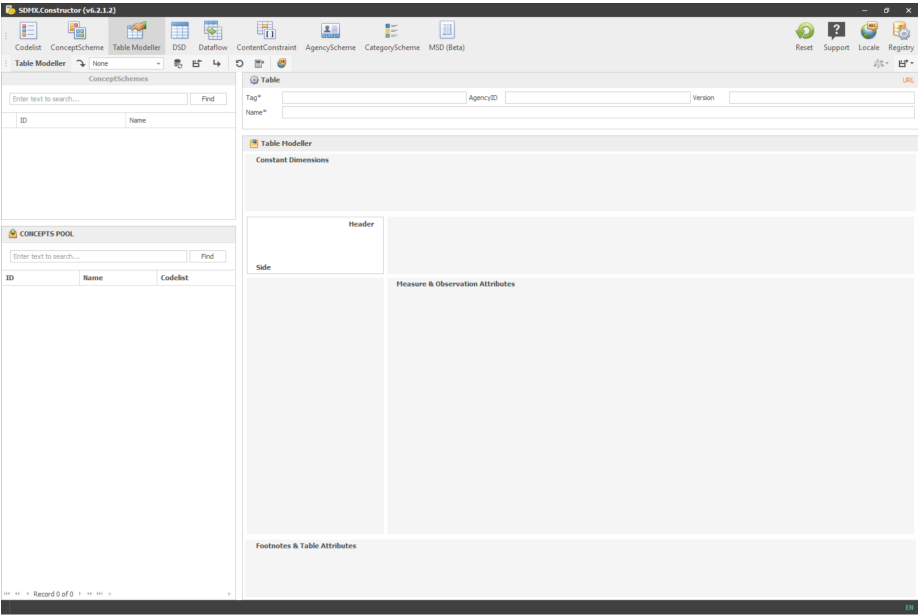 SDMX.Constructor (v6.2.1.2)
Codelist ConceptScheme Table Modeller DSD Dataflow ContentConstraint AgencyScheme CategoryScheme MSD (Beta) Reset Support Locale Registry
Table Modeller None
ConceptSchemes
Enter text to search... Find
ID Name
Table URL
Tag* AgencyID Version
Name*
Table Modeller
Constant Dimensions
Header
Side
CONCEPTS POOL
Enter text to search... Find
ID Name Codelist
Measure & Observation Attributes
Footnotes & Table Attributes
Record 0 of 0
EN